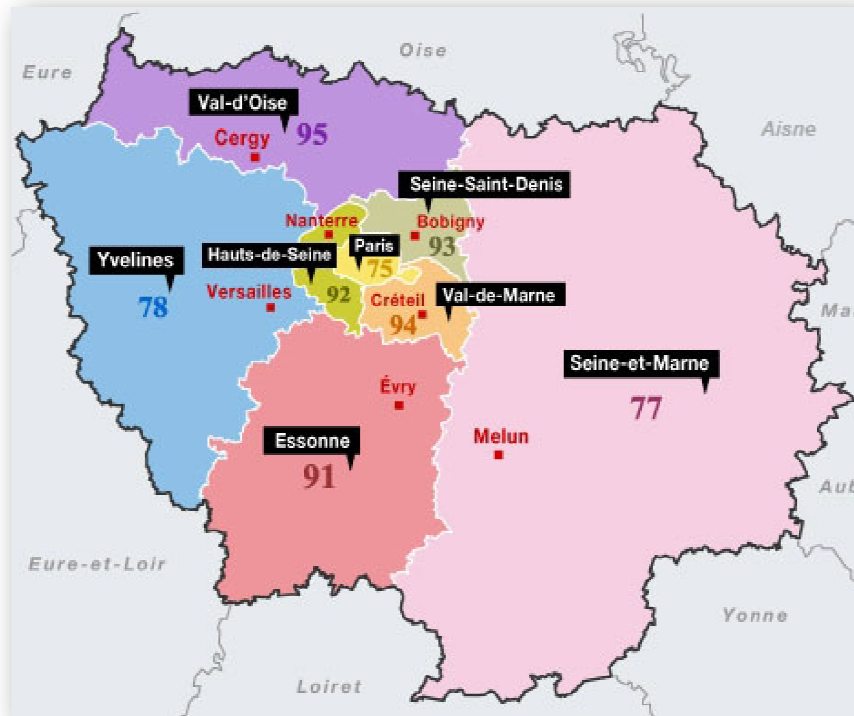 Oise
Eure
Val-d'Oise
95
Cergy
Aisne
Seine-Saint-Denis
Nanterre
Bobigny
93
Paris
75
Hauts-de-Seine
Yvelines
78
Versailles
92
Créteil
94
Val-de-Marne
Seine-et-Marne
77
Évry
Melun
Essonne
91
Eure-et-Loir
Yonne
Loiret
Ma
Aub